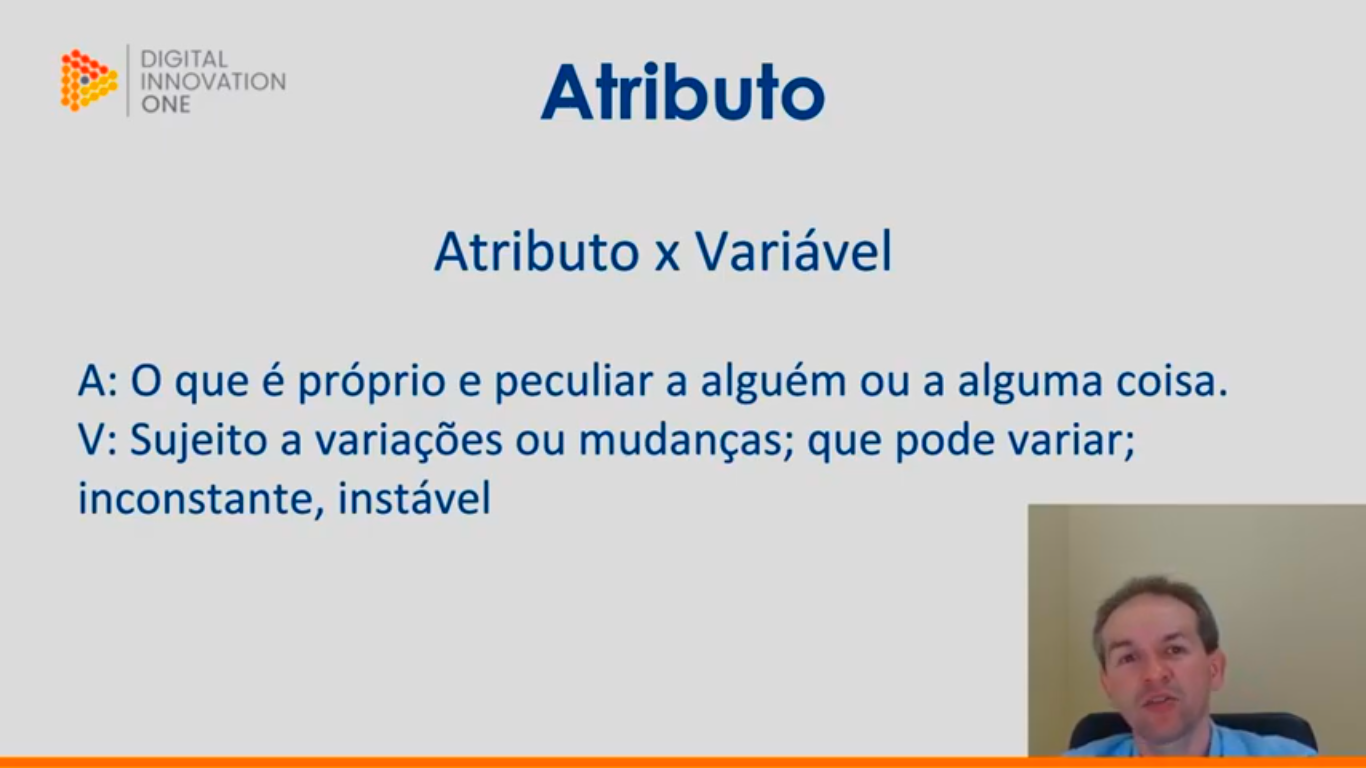 DIGITAL
INNOVATION
ONE
Atributo
Atributo x Variável
A: O que é próprio e peculiar a alguém ou a alguma coisa.
V: Sujeito a variações ou mudanças; que pode variar;
inconstante, instável